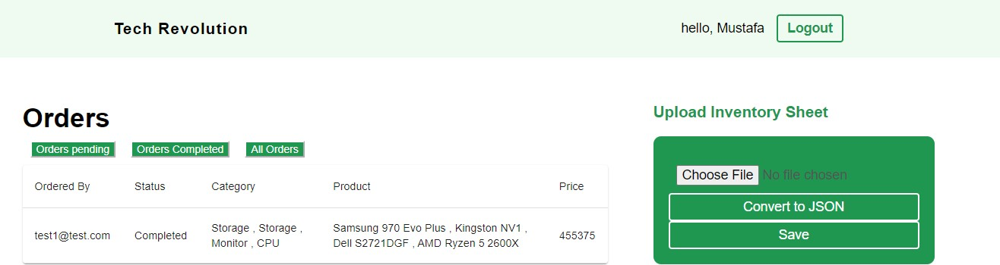 Tech Revolution
hello, Mustafa
Logout
Orders
Orders pending
Orders Completed
All Orders
Ordered By Status Category Product Price
test1@test.com Completed Storage , Storage , Samsung 970 Evo Plus , Kingston NV1 , 455375
Monitor , CPU Dell S2721DGF , AMD Ryzen 5 2600X
Upload Inventory Sheet
Choose File No file chosen
Convert to JSON
Save